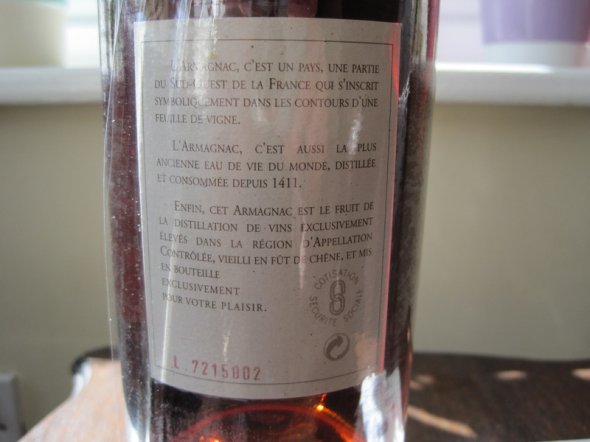 L'ARMAGNAC, C'EST UN PAYS, UNE PARTIE
DU SUD-OUEST DE LA FRANCE QUI S'INSCRIT
SYMBOLIQUEMENT DANS LES CONTOURS D'UNE
FEUILLE DE VIGNE.
L'ARMAGNAC, C'EST AUSSI LA PLUS
ANCIENNE EAU DE VIE DU MONDE, DISTILLÉE
ET CONSOMMÉE DEPUIS 1411.
ENFIN, CET ARMAGNAC EST LE FRUIT DE
LA DISTILLATION DE VINS EXCLUSIVEMENT
ÉLEVÉS DANS LA RÉGION D'APPELLATION
CONTRÔLÉE, VIEILLI EN FÛT DE CHÊNE, ET MIS
EN BOUTEILLE
EXCLUSIVEMENT
POUR VOTRE PLAISIR.
COTISATION
SECURITE SOCIALE
L 7215002